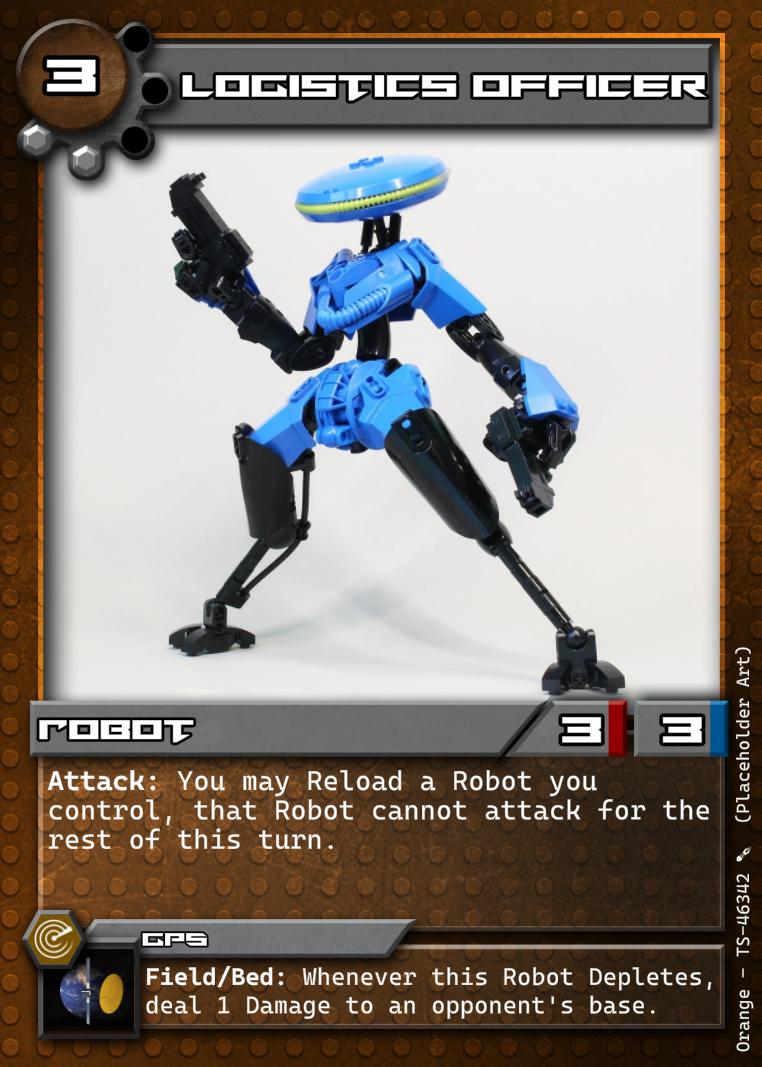 3
LOGISTICS OFFICER
ROBOT
3
3
Attack: You may Reload a Robot you
control, that Robot cannot attack for the
rest of this turn.
GPS
Field/Bed: Whenever this Robot Depletes,
deal 1 Damage to an opponent's base.
Orange - TS-46342 ✒ (Placeholder Art)